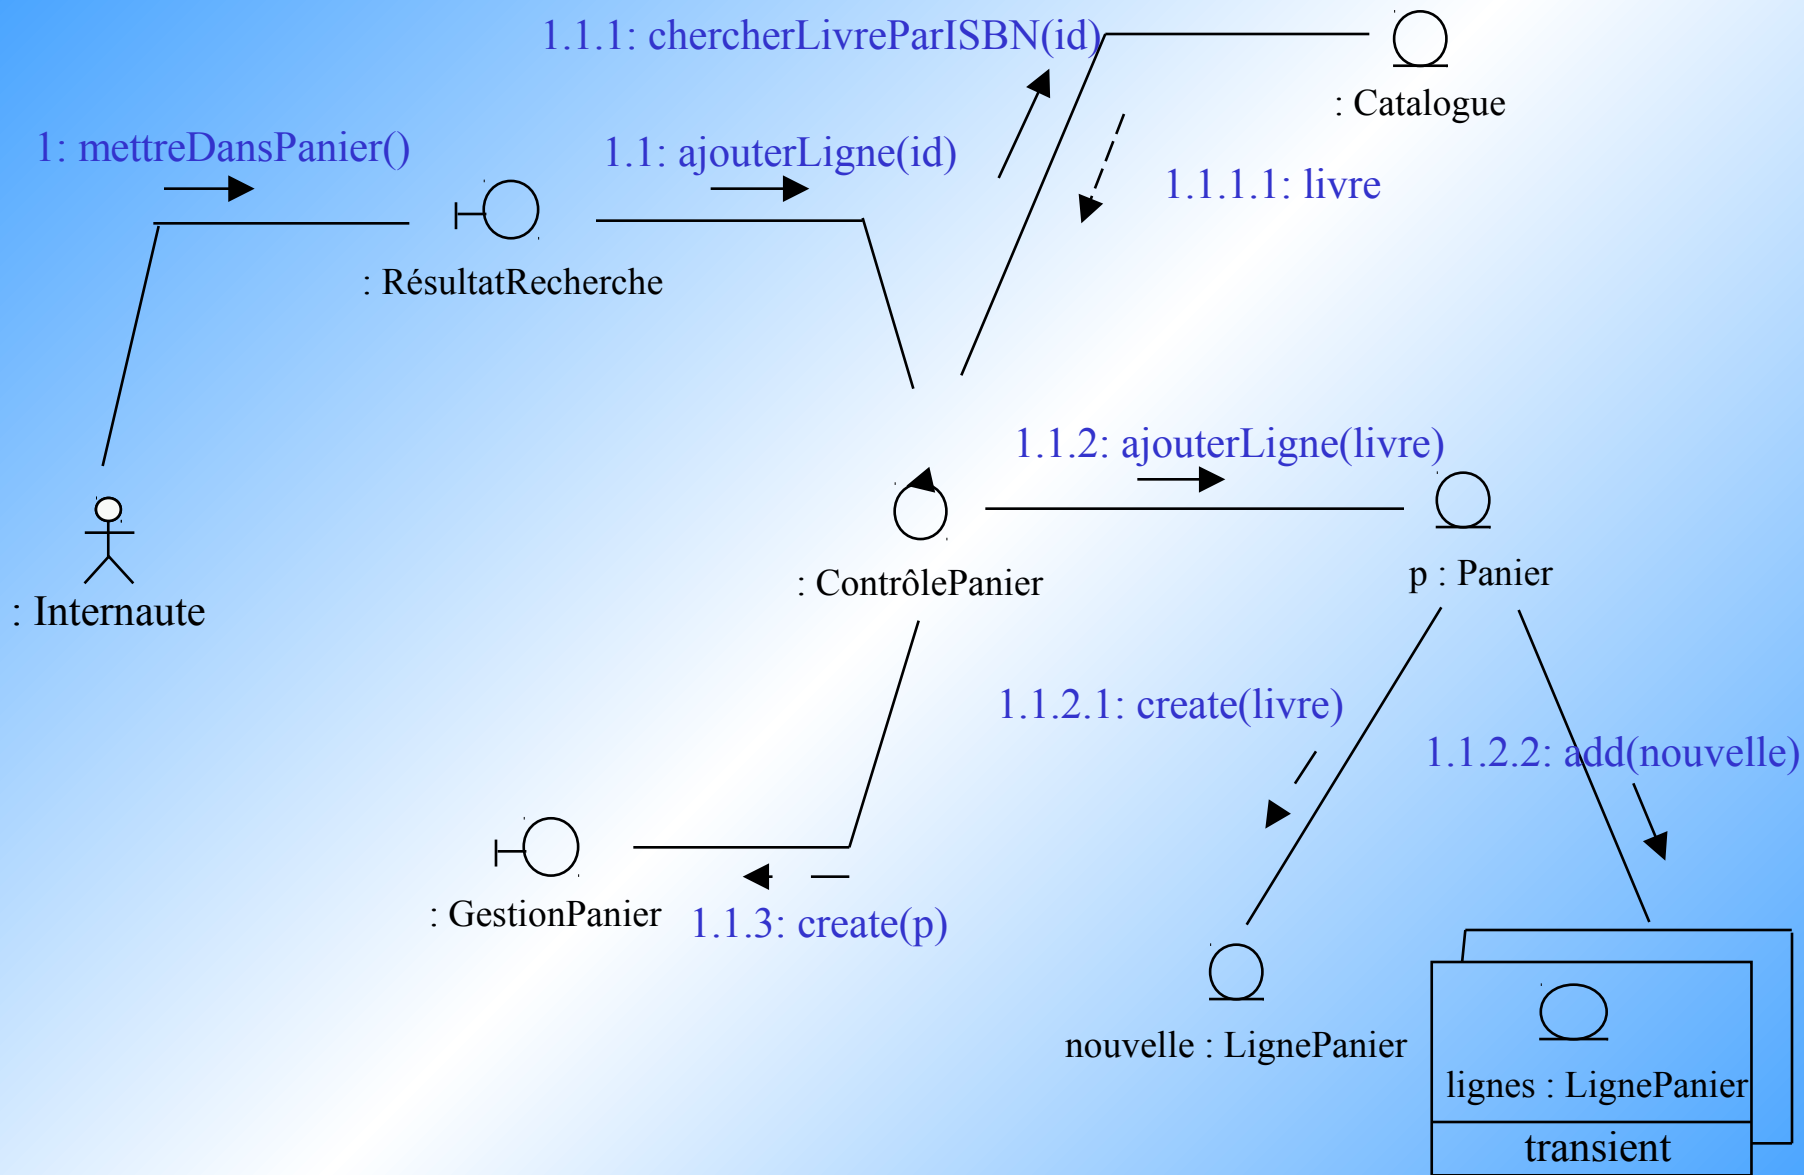 1.1.1: chercherLivreParISBN(id)
: Catalogue
1: mettreDansPanier()
1.1: ajouterLigne(id)
1.1.1.1: livre
: RésultatRecherche
1.1.2: ajouterLigne(livre)
: ContrôlePanier
p : Panier
: Internaute
1.1.2.1: create(livre)
1.1.2.2: add(nouvelle)
: GestionPanier
1.1.3: create(p)
nouvelle : LignePanier
lignes : LignePanier
transient